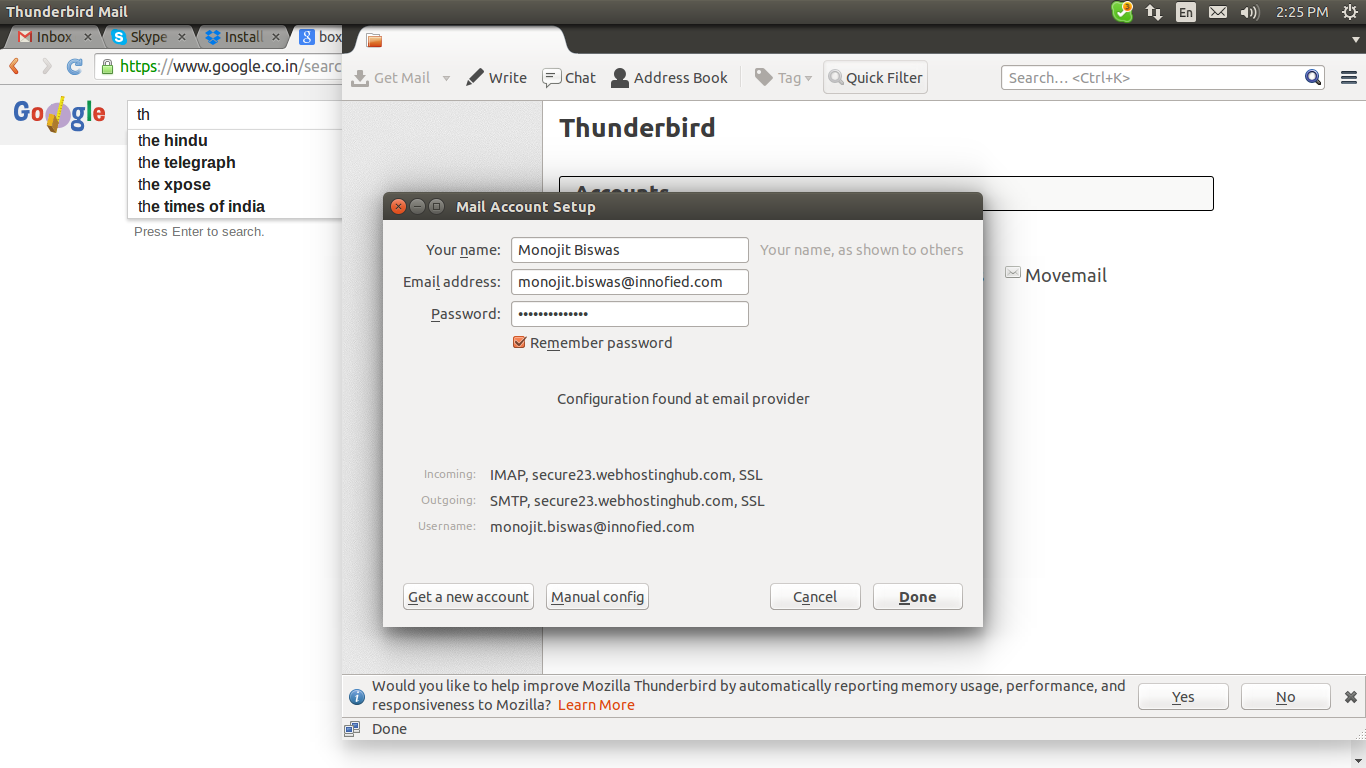 Thunderbird Mail
En
2:25 PM
Inbox
Skype
Install
box
https://www.google.co.in/searc
Get Mail
Write
Chat
Address Book
Tag
Quick Filter
Search... <Ctrl+K>
Google
th
the hindu
the telegraph
the xpose
the times of india
Press Enter to search.
Thunderbird
Accounts
Movemail
Mail Account Setup
Your name: Monojit Biswas Your name, as shown to others
Email address: monojit.biswas@innofied.com
Password: ••••••••••••••
Remember password
Configuration found at email provider
Incoming: IMAP, secure23.webhostinghub.com, SSL
Outgoing: SMTP, secure23.webhostinghub.com, SSL
Username: monojit.biswas@innofied.com
Get a new account
Manual config
Cancel
Done
Would you like to help improve Mozilla Thunderbird by automatically reporting memory usage, performance, and
responsiveness to Mozilla? Learn More
Yes
No
Done